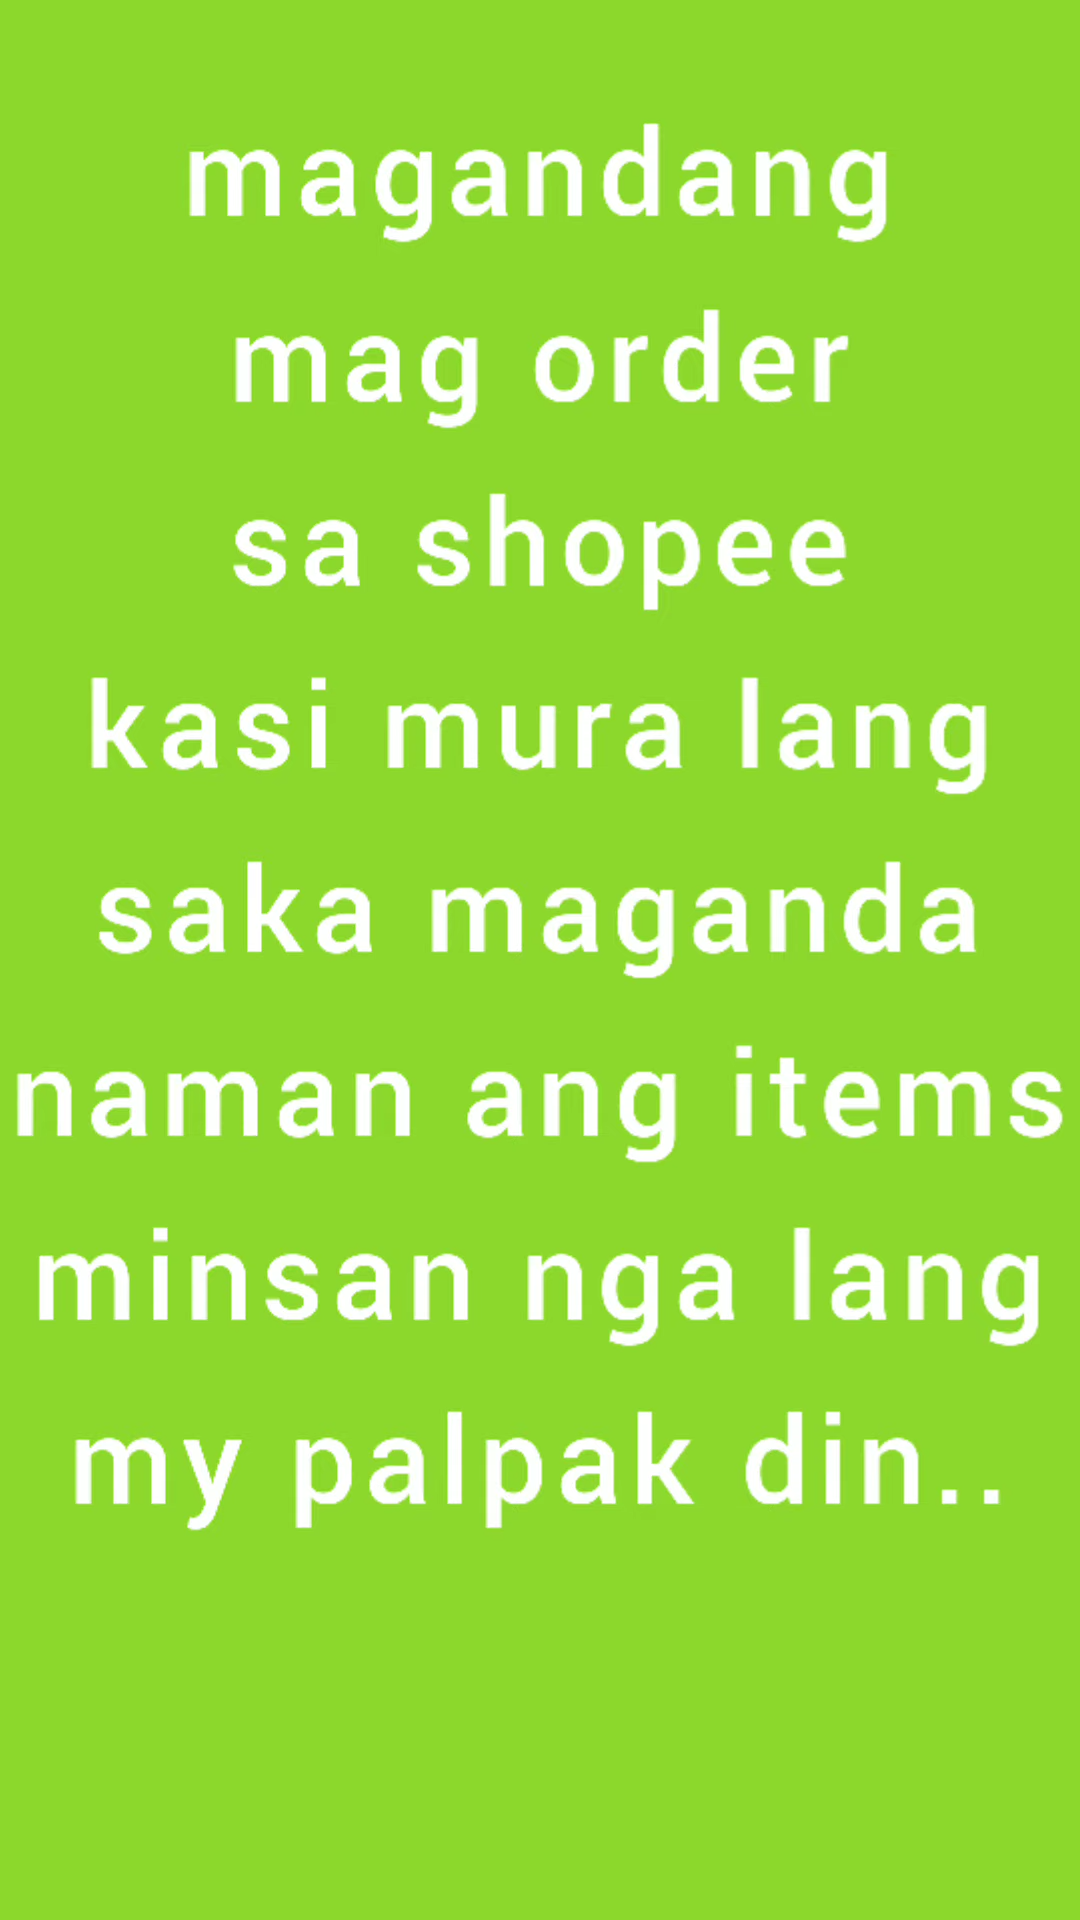 magandang
mag order
sa shopee
kasi mura lang
saka maganda
naman ang items
minsan nga lang
my palpak din..